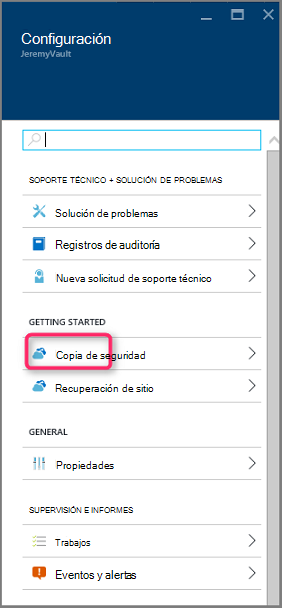 Configuración
JeremyVault
SOPORTE TÉCNICO + SOLUCIÓN DE PROBLEMAS
Solución de problemas
Registros de auditoría
Nueva solicitud de soporte técnico
GETTING STARTED
Copia de seguridad
Recuperación de sitio
GENERAL
Propiedades
SUPERVISIÓN E INFORMES
Trabajos
Eventos y alertas